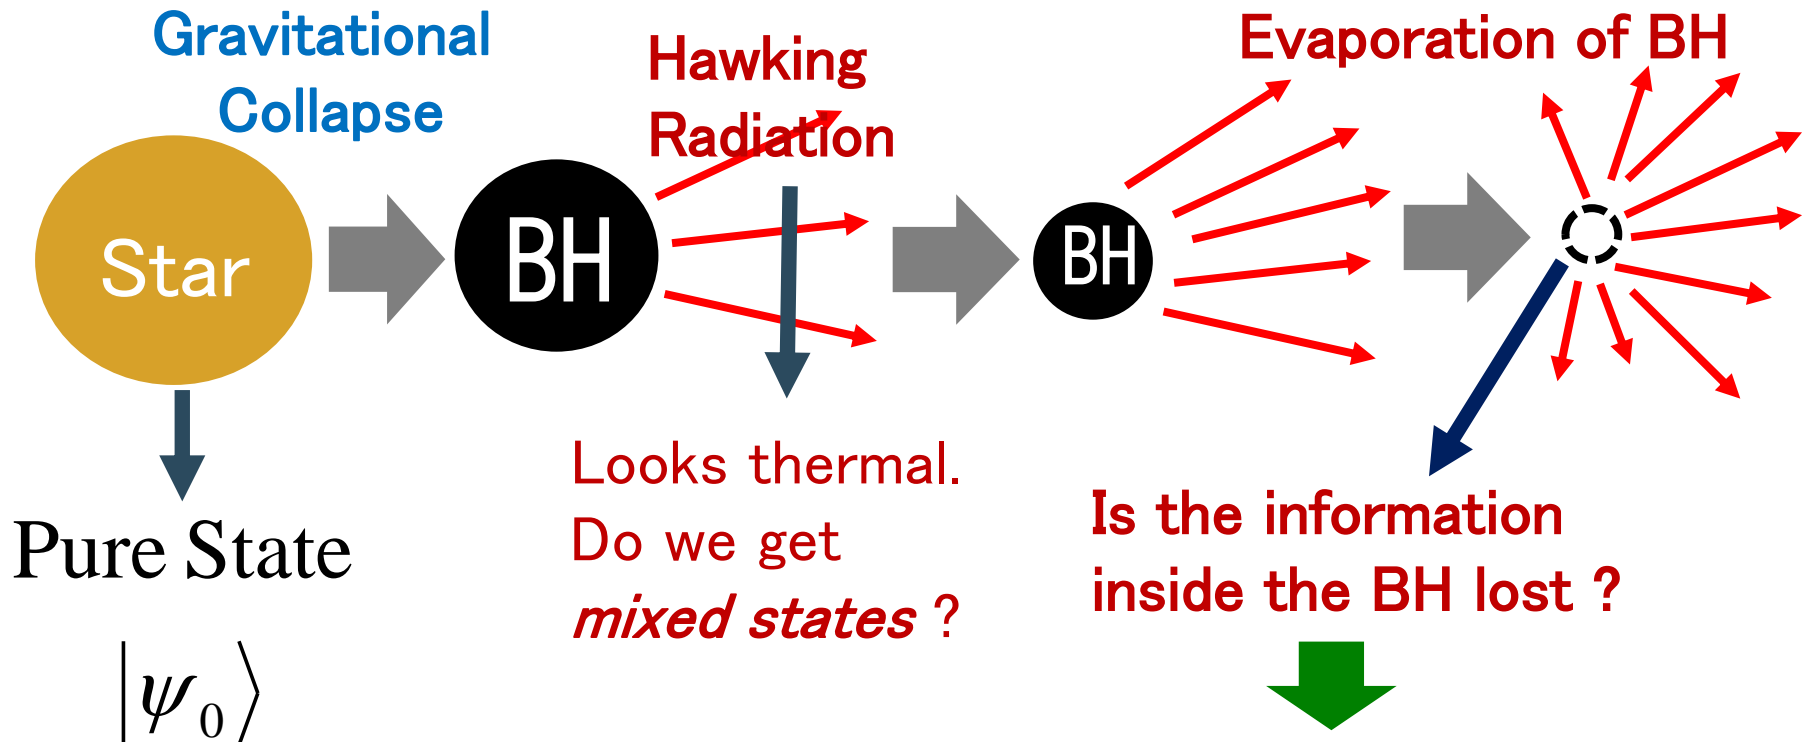 Gravitational
Collapse
Hawking
Radiation
Evaporation of BH
Star
BH
BH
Looks thermal.
Do we get
mixed states ?
Pure State
|ψ₀⟩
Is the information
inside the BH lost ?